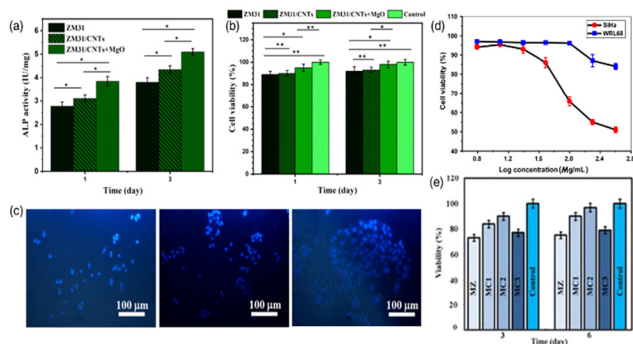 (a)
ZM31
ZM31/CNTs
ZM31/CNTs+MgO
*
*
*
*
*
*
ALP activity (IU/mg)
7
6
5
4
3
2
1
0
1
3
Time (day)
(b)
ZM31
ZM31/CNTs
ZM31/CNTs+MgO
Control
**
*
**
**
**
*
**
**
Cell viability (%)
140
120
100
80
60
40
20
0
1
3
Time (day)
(c)
100 μm
100 μm
100 μm
(d)
SiHa
WRL68
Cell viability (%)
110
100
90
80
70
60
50
0.8
1.2
1.6
2.0
2.4
2.8
Log concentration (Mg/mL)
(e)
Viability (%)
120
100
80
60
40
20
0
MZ
MC1
MC2
MC3
Control
MZ
MC1
MC2
MC3
Control
3
6
Time (day)